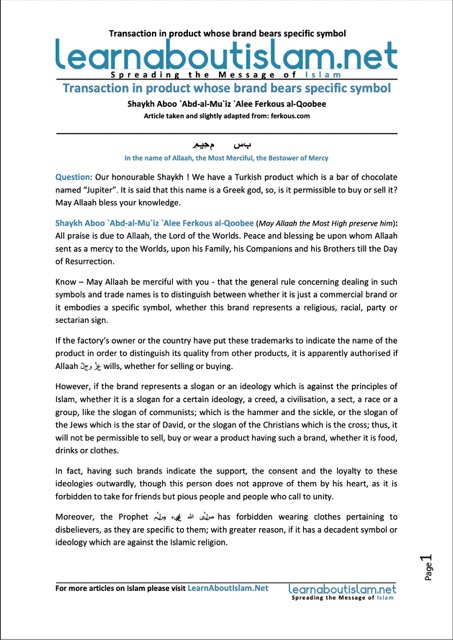 Transaction in product whose brand bears specific symbol
learnaboutislam.net
Spreading the Message of Islam
Transaction in product whose brand bears specific symbol
Shaykh Aboo `Abd-al-Mu`iz `Alee Ferkous al-Qoobee
Article taken and slightly adapted from: ferkous.com
In the name of Allaah, the Most Merciful, the Bestower of Mercy
Question: Our honourable Shaykh ! We have a Turkish product which is a bar of chocolate
named "Jupiter". It is said that this name is a Greek god, so, is it permissible to buy or sell it?
May Allaah bless your knowledge.
Shaykh Aboo `Abd-al-Mu`iz `Alee Ferkous al-Qoobee (May Allaah the Most High preserve him):
All praise is due to Allaah, the Lord of the Worlds. Peace and blessing be upon whom Allaah
sent as a mercy to the Worlds, upon his Family, his Companions and his Brothers till the Day
of Resurrection.
Know – May Allaah be merciful with you - that the general rule concerning dealing in such
symbols and trade names is to distinguish between whether it is just a commercial brand or
it embodies a specific symbol, whether this brand represents a religious, racial, party or
sectarian sign.
If the factory's owner or the country have put these trademarks to indicate the name of the
product in order to distinguish its quality from other products, it is apparently authorised if
Allaah عزّ وجلّ wills, whether for selling or buying.
However, if the brand represents a slogan or an ideology which is against the principles of
Islam, whether it is a slogan for a certain ideology, a creed, a civilisation, a sect, a race or a
group, like the slogan of communists; which is the hammer and the sickle, or the slogan of
the Jews which is the star of David, or the slogan of the Christians which is the cross; thus, it
will not be permissible to sell, buy or wear a product having such a brand, whether it is food,
drinks or clothes.
In fact, having such brands indicate the support, the consent and the loyalty to these
ideologies outwardly, though this person does not approve of them by his heart, as it is
forbidden to take for friends but pious people and people who call to unity.
Moreover, the Prophet has forbidden wearing clothes pertaining to
disbelievers, as they are specific to them; with greater reason, if it has a decadent symbol or
ideology which are against the Islamic religion.
Page 1
For more articles on Islam please visit LearnAboutIslam.Net
learnaboutislam.net
Spreading the Message of Islam